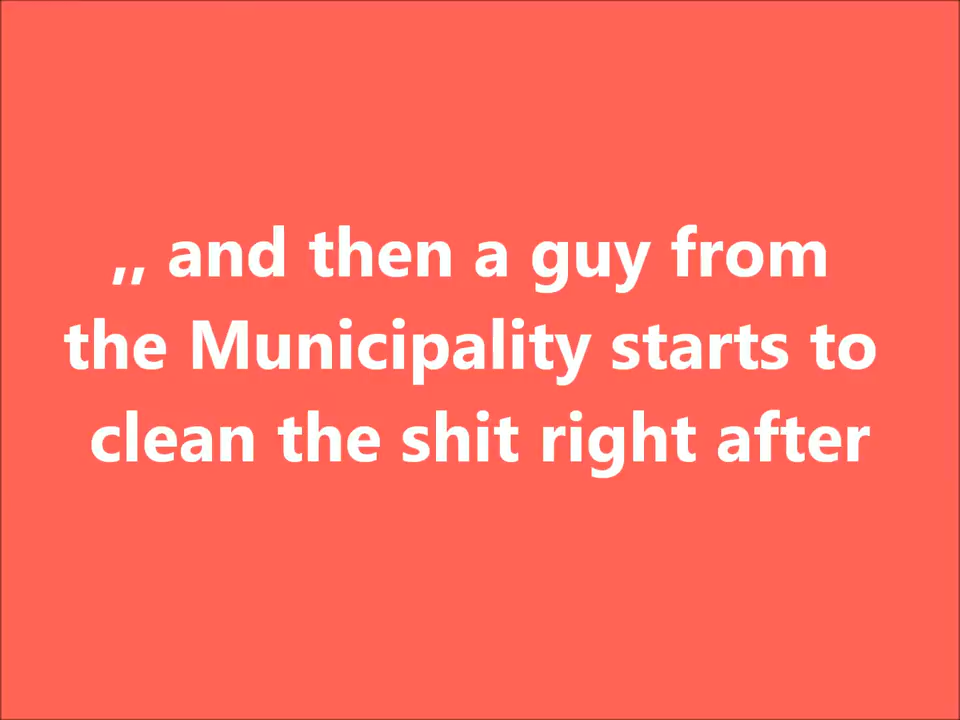 ,, and then a guy from
the Municipality starts to
clean the shit right after